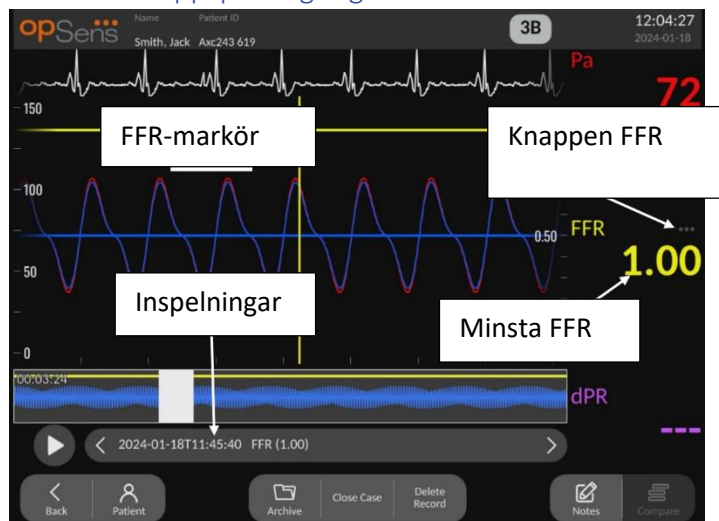 opSens
Name
Patient ID
Smith, Jack
Axc243 619
3B
12:04:27
2024-01-18
Pa
72
150
FFR-markör
Knappen FFR
100
0.50
FFR
...
1.00
50
Inspelningar
Minsta FFR
0
00:03:24
dPR
---
2024-01-18T11:45:40 FFR (1.00)
Back
Patient
Archive
Close Case
Delete
Record
Notes
Compare